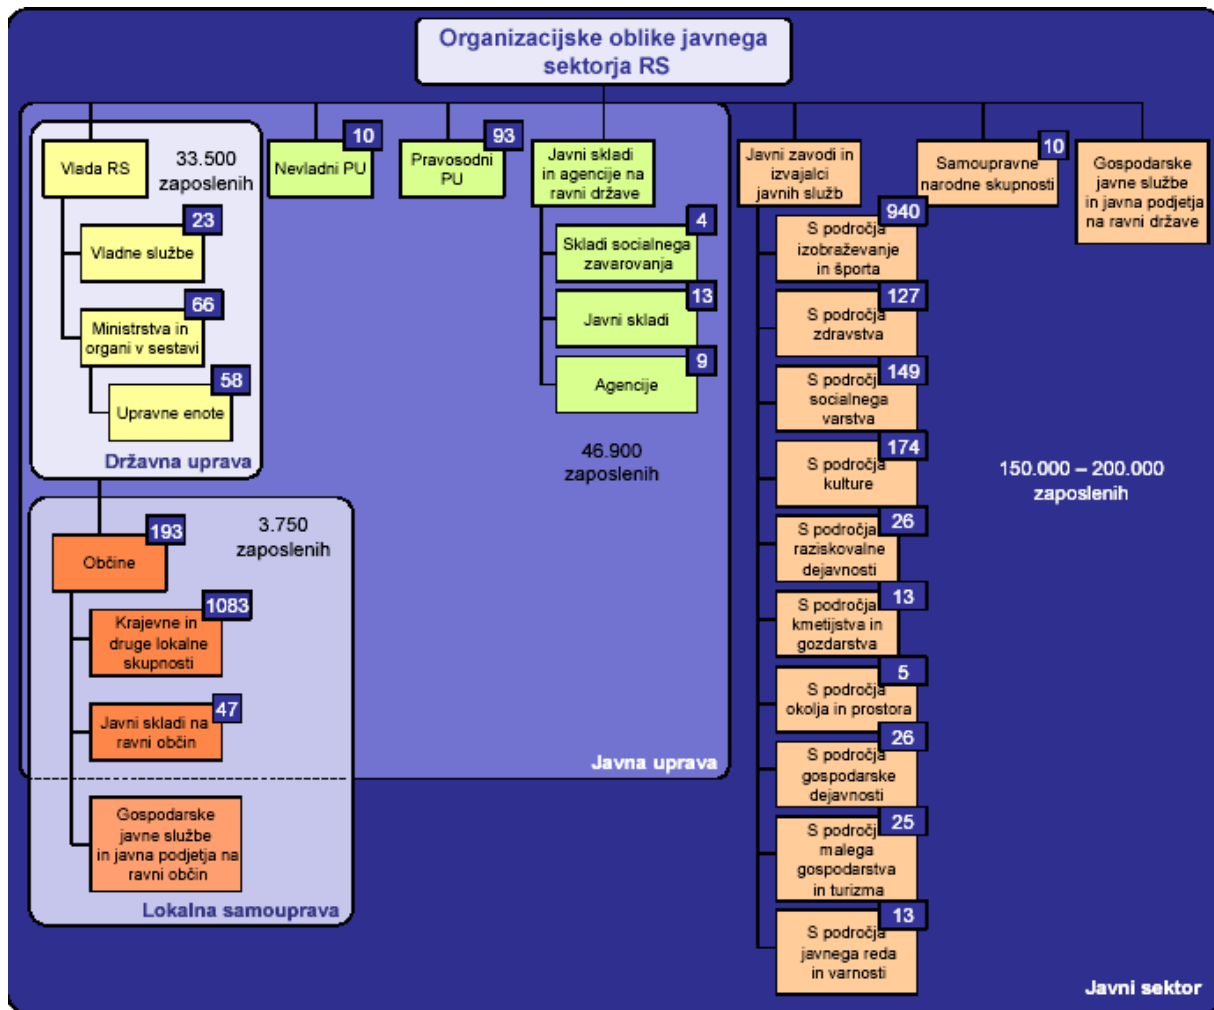 Organizacijske oblike javnega
sektorja RS
Vlada RS
33.500
zaposlenih
23
Vladne službe
66
Ministrstva in
organi v sestavi
58
Upravne enote
Državna uprava
10
Nevladni PU
93
Pravosodni
PU
Javni skladi
in agencije na
ravni države
4
Skladi socialnega
zavarovanja
13
Javni skladi
9
Agencije
46.900
zaposlenih
3.750
zaposlenih
193
Občine
1083
Krajevne in
druge lokalne
skupnosti
47
Javni skladi na
ravni občin
Javna uprava
Gospodarske
javne službe
in javna podjetja na
ravni občin
Lokalna samouprava
Javni zavodi in
izvajalci
javnih služb
940
S področja
izobraževanje
in športa
127
S področja
zdravstva
149
S področja
socialnega
varstva
174
S področja
kulture
26
S področja
raziskovalne
dejavnosti
13
S področja
kmetijstva in
gozdarstva
5
S področja
okolja in prostora
26
S področja
gospodarske
dejavnosti
25
S področja
malega
gospodarstva
in turizma
13
S področja
javnega reda
in varnosti
10
Samoupravne
narodne skupnosti
Gospodarske
javne službe
in javna podjetja
na ravni države
150.000 – 200.000
zaposlenih
Javni sektor